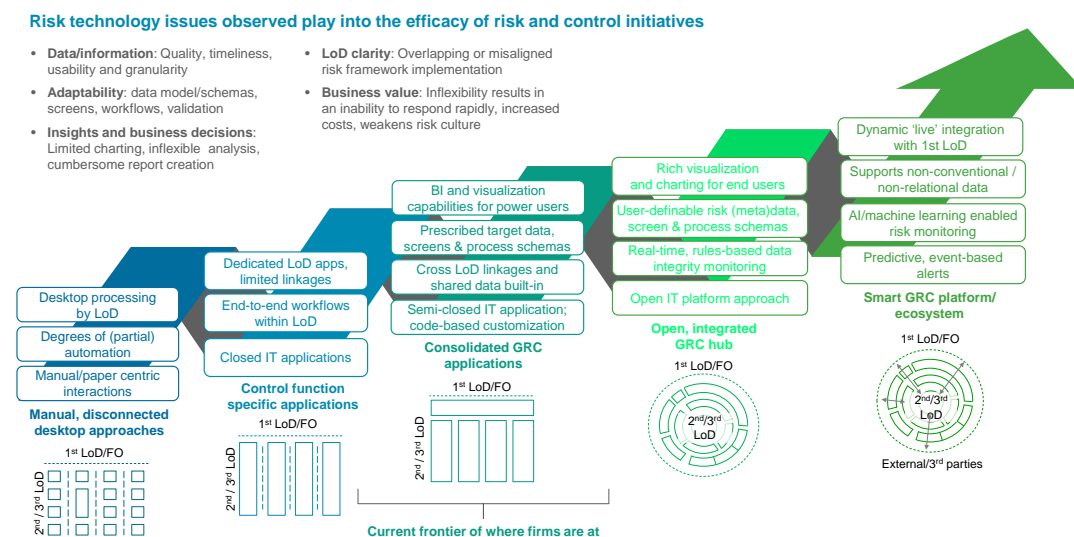 Risk technology issues observed play into the efficacy of risk and control initiatives
• Data/information: Quality, timeliness,
usability and granularity
• Adaptability: data model/schemas,
screens, workflows, validation
• Insights and business decisions:
Limited charting, inflexible analysis,
cumbersome report creation
• LoD clarity: Overlapping or misaligned
risk framework implementation
• Business value: Inflexibility results in
an inability to respond rapidly, increased
costs, weakens risk culture
Desktop processing
by LoD
Degrees of (partial)
automation
Manual/paper centric
interactions
Manual, disconnected
desktop approaches
1st LoD/FO
2nd / 3rd LoD
Dedicated LoD apps,
limited linkages
End-to-end workflows
within LoD
Closed IT applications
Control function
specific applications
1st LoD/FO
2nd / 3rd LoD
BI and visualization
capabilities for power users
Prescribed target data,
screens & process schemas
Cross LoD linkages and
shared data built-in
Semi-closed IT application;
code-based customization
Consolidated GRC
applications
1st LoD/FO
2nd / 3rd LoD
Rich visualization
and charting for end users
User-definable risk (meta)data,
screen & process schemas
Real-time, rules-based data
integrity monitoring
Open IT platform approach
Open, integrated
GRC hub
1st LoD/FO
2nd/3rd
LoD
Dynamic ‘live’ integration
with 1st LoD
Supports non-conventional /
non-relational data
AI/machine learning enabled
risk monitoring
Predictive, event-based
alerts
Smart GRC platform/
ecosystem
1st LoD/FO
2nd/3rd
LoD
External/3rd parties
Current frontier of where firms are at